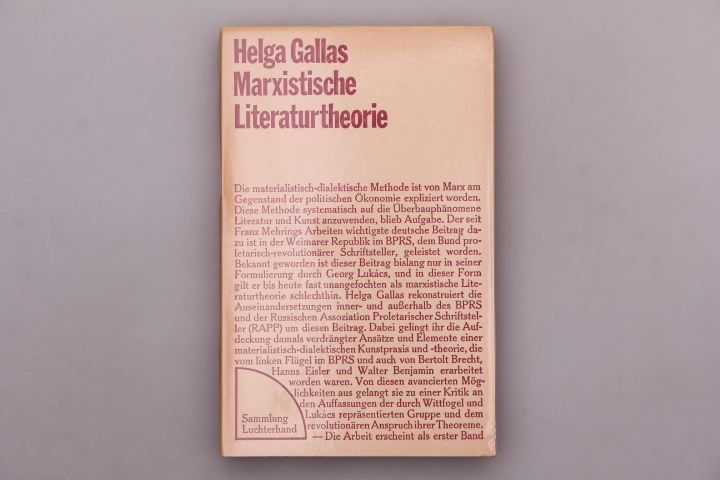 Helga Gallas
Marxistische
Literaturtheorie
Die materialistisch-dialektische Methode ist von Marx am
Gegenstand der politischen Ökonomie expliziert worden.
Diese Methode systematisch auf die Überbauphänomene
Literatur und Kunst anzuwenden, blieb Aufgabe. Der seit
Franz Mehrings Arbeiten wichtigste deutsche Beitrag da-
zu ist in der Weimarer Republik im BPRS, dem Bund pro-
letarisch-revolutionärer Schriftsteller, geleistet worden.
Bekannt geworden ist dieser Beitrag bislang nur in seiner
Formulierung durch Georg Lukács, und in dieser Form
gilt er bis heute fast unangefochten als marxistische Lite-
raturtheorie schlechthin. Helga Gallas rekonstruiert die
Auseinandersetzungen inner- und außerhalb des BPRS
und der Russischen Assoziation Proletarischer Schriftstel-
ler (RAPP) um diesen Beitrag. Dabei gelingt ihr die Auf-
deckung damals verdrängter Ansätze und Elemente einer
materialistisch-dialektischen Kunstpraxis und -theorie, die
vom linken Flügel im BPRS und auch von Bertolt Brecht,
Hanns Eisler und Walter Benjamin erarbeitet
worden waren. Von diesen avancierten Mög-
lichkeiten aus gelangt sie zu einer Kritik an
den Auffassungen der durch Wittfogel und
Lukács repräsentierten Gruppe und dem
revolutionären Anspruch ihrer Theoreme.
— Die Arbeit erscheint als erster Band
Sammlung
Luchterhand